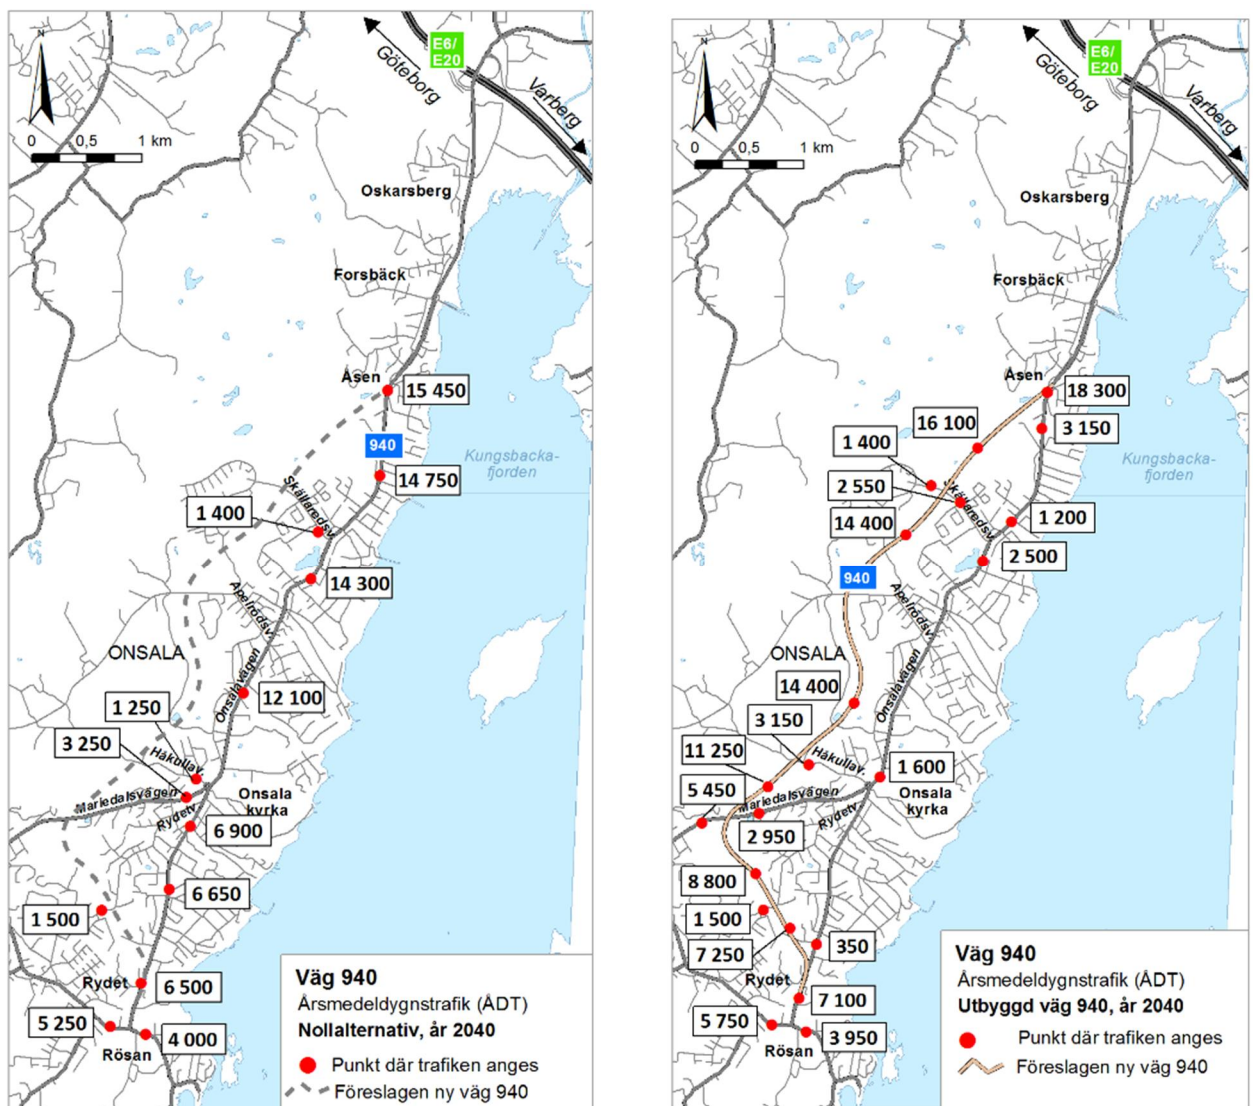 N
0 0,5 1 km
E6/
E20
Göteborg
Varberg
Oskarsberg
Forsbäck
Åsen
15 450
940
Kungsbacka-
fjorden
14 750
Skällaredsv.
1 400
14 300
Apelrödsv.
ONSALA
Onsalavägen
12 100
1 250
3 250
Håkullav.
Mariedalsvägen
Onsala
kyrka
Rydetv.
6 900
6 650
1 500
Rydet
6 500
5 250
4 000
Rösan
Väg 940
Årsmedeldygnstrafik (ÅDT)
Nollalternativ, år 2040
Punkt där trafiken anges
Föreslagen ny väg 940
N
0 0,5 1 km
E6/
E20
Göteborg
Varberg
Oskarsberg
Forsbäck
Åsen
18 300
16 100
3 150
1 400
Kungsbacka-
fjorden
2 550
Skällaredsv.
14 400
1 200
2 500
940
Apelrödsv.
ONSALA
Onsalavägen
14 400
3 150
11 250
Håkullav.
1 600
5 450
Mariedalsvägen
Onsala
kyrka
Rydetv.
2 950
8 800
1 500
7 250
350
Rydet
7 100
5 750
3 950
Rösan
Väg 940
Årsmedeldygnstrafik (ÅDT)
Utbyggd väg 940, år 2040
Punkt där trafiken anges
Föreslagen ny väg 940